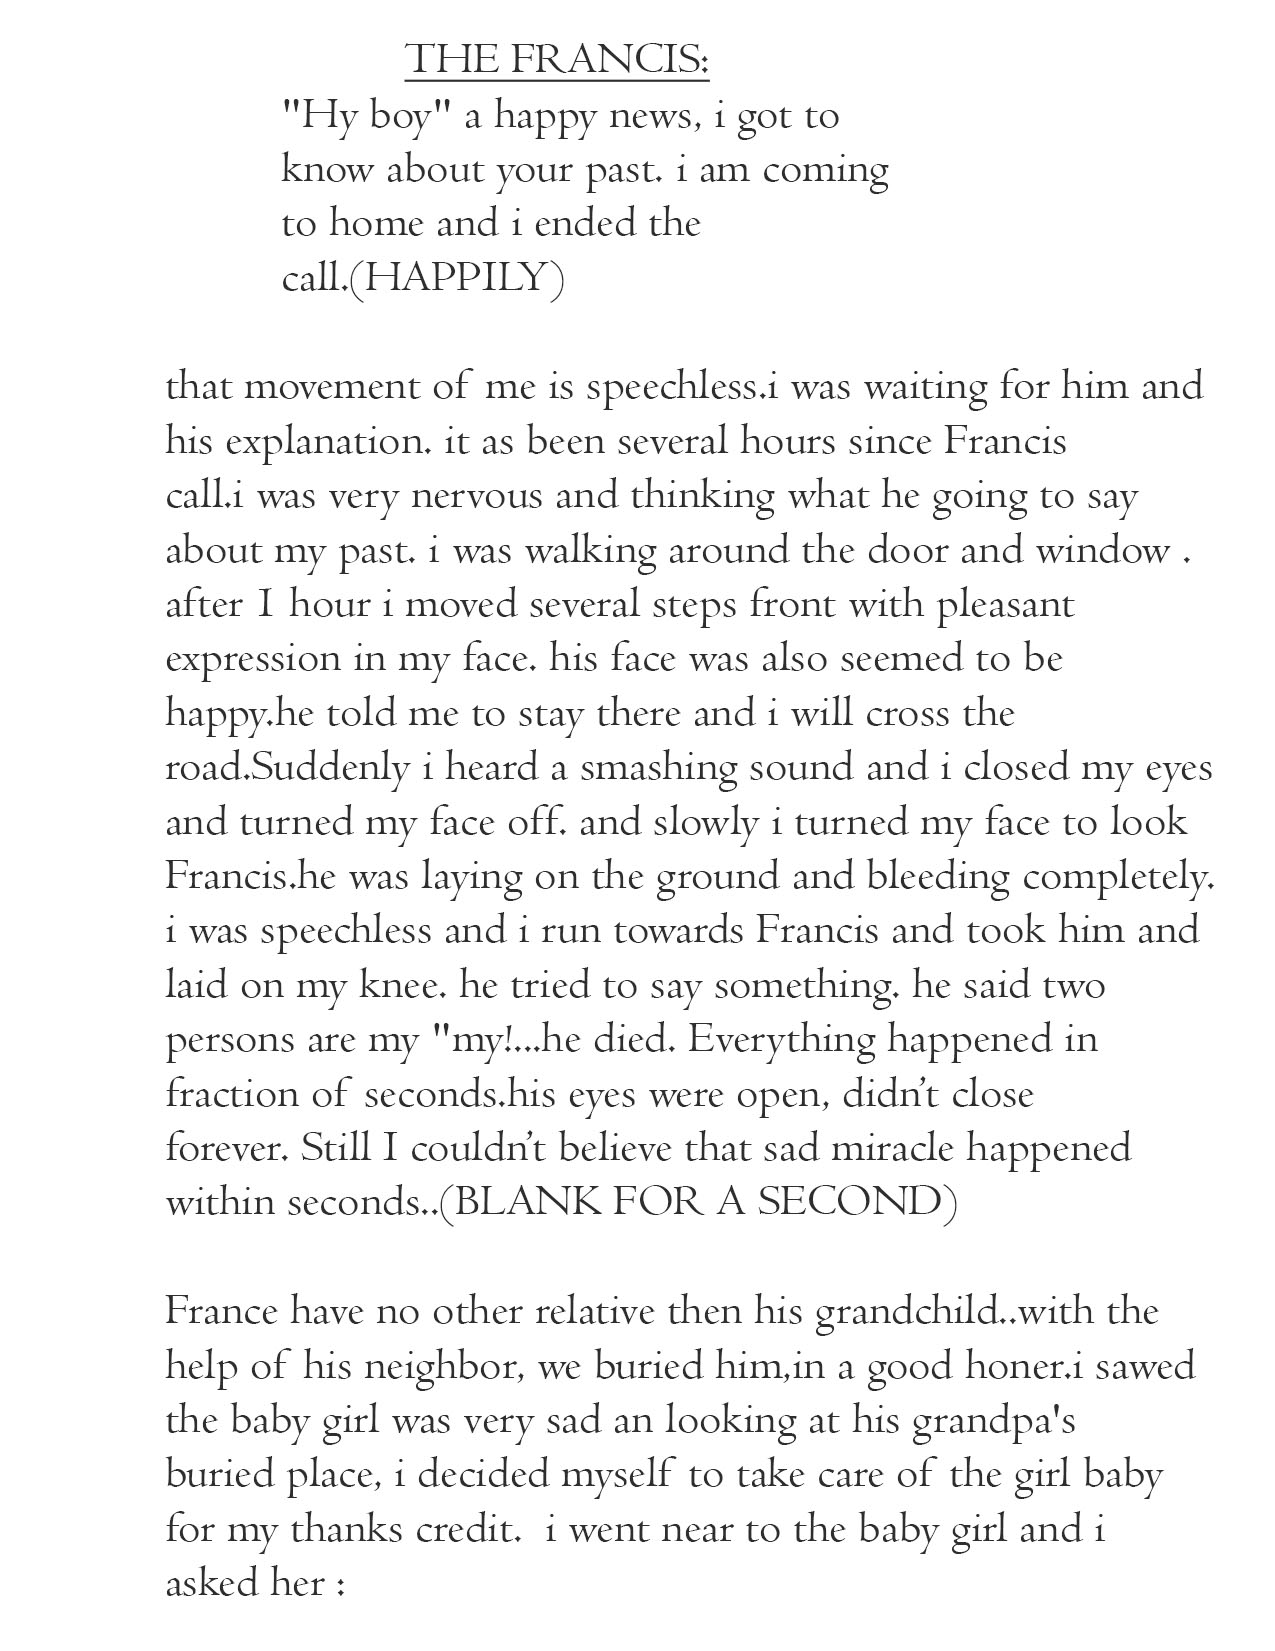 THE FRANCIS:
"Hy boy" a happy news, i got to
know about your past. i am coming
to home and i ended the
call.(HAPPILY)
that movement of me is speechless.i was waiting for him and
his explanation. it as been several hours since Francis
call.i was very nervous and thinking what he going to say
about my past. i was walking around the door and window .
after 1 hour i moved several steps front with pleasant
expression in my face. his face was also seemed to be
happy.he told me to stay there and i will cross the
road.Suddenly i heard a smashing sound and i closed my eyes
and turned my face off. and slowly i turned my face to look
Francis.he was laying on the ground and bleeding completely.
i was speechless and i run towards Francis and took him and
laid on my knee. he tried to say something. he said two
persons are my "my!...he died. Everything happened in
fraction of seconds.his eyes were open, didn't close
forever. Still I couldn't believe that sad miracle happened
within seconds..(BLANK FOR A SECOND)
France have no other relative then his grandchild..with the
help of his neighbor, we buried him,in a good honer.i sawed
the baby girl was very sad an looking at his grandpa's
buried place, i decided myself to take care of the girl baby
for my thanks credit.  i went near to the baby girl and i
asked her :